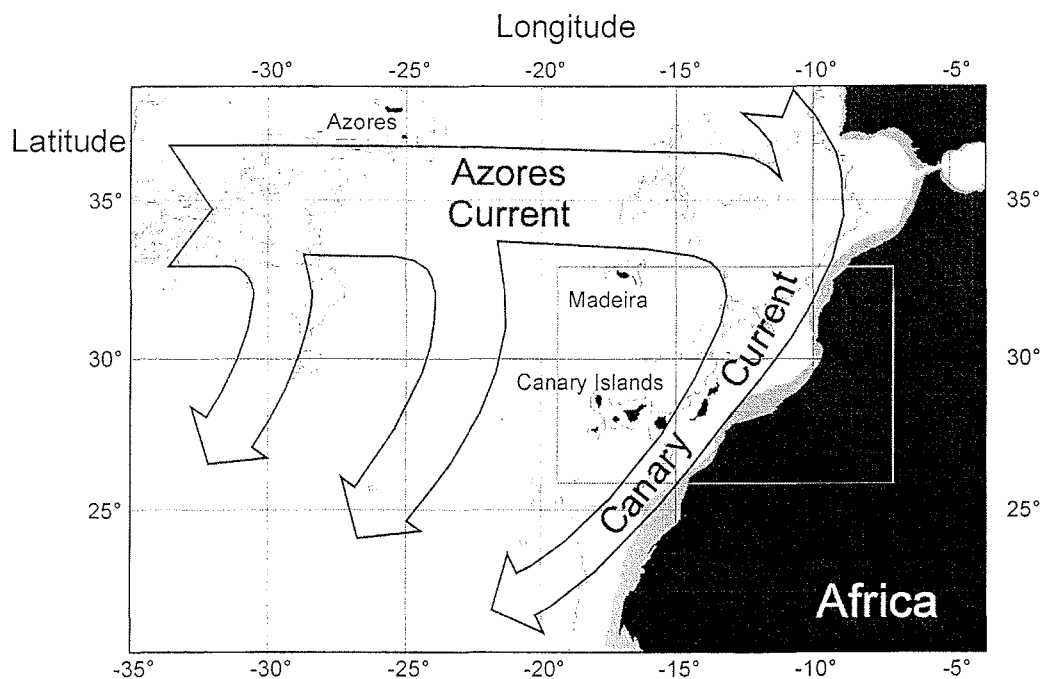 Longitude
-30° -25° -20° -15° -10° -5°
Azores
Latitude
Azores
Current
35° 35°
Madeira
Canary Current
30° 30°
Canary Islands
25° 25°
Africa
-35° -30° -25° -20° -15° -10° -5°